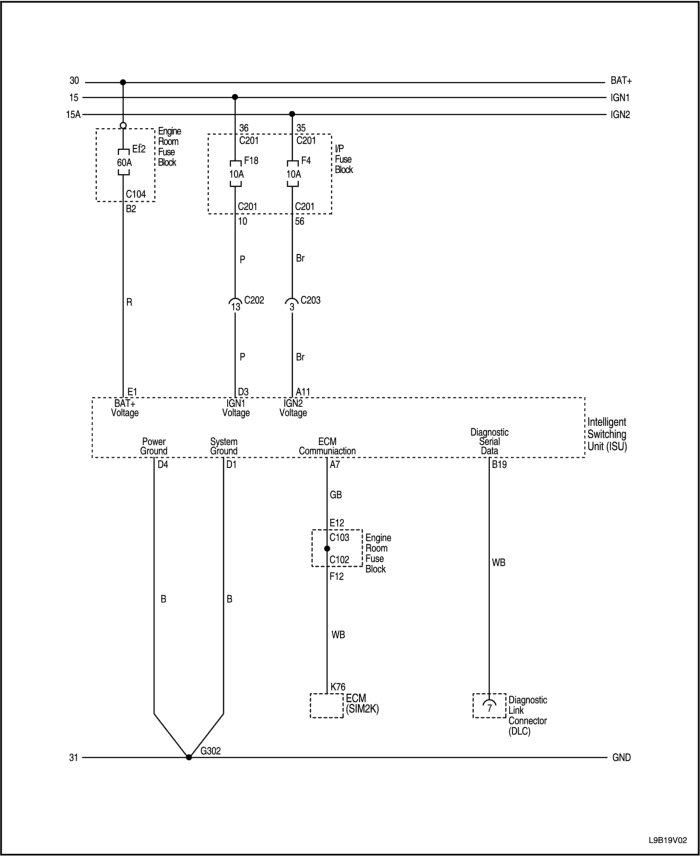 30 BAT+
15 IGN1
15A IGN2
36 35
Engine
Room
Fuse
Block
C201 C201
Ef2
60A
F18
10A
F4
10A
I/P
Fuse
Block
C104
B2
C201 C201
10 56
P Br
R
13 C202
3 C203
P Br
E1 D3 A11
BAT+
Voltage
IGN1
Voltage
IGN2
Voltage
Intelligent
Switching
Unit (ISU)
Power
Ground
System
Ground
ECM
Communiaction
Diagnostic
Serial
Data
D4 D1 A7 B19
GB
E12
C103
C102
Engine
Room
Fuse
Block
F12
WB
B B
WB
K76
ECM
(SIM2K)
7
Diagnostic
Link
Connector
(DLC)
G302
31 GND
L9B19V02